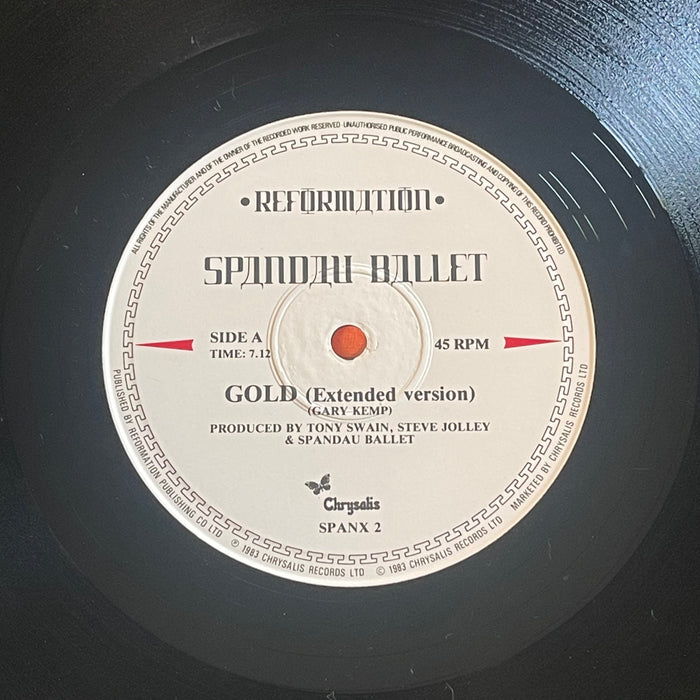 ALL RIGHTS OF THE MANUFACTURER AND OF THE OWNER OF THE RECORDED WORK RESERVED UNAUTHORISED PUBLIC PERFORMANCE BROADCASTING AND COPYING OF THIS RECORD PROHIBITED
•REFORMATION•
SPANDAU BALLET
SIDE A
TIME: 7.12
45 RPM
GOLD (Extended version)
(GARY KEMP)
PRODUCED BY TONY SWAIN, STEVE JOLLEY
& SPANDAU BALLET
Chrysalis
SPANX 2
PUBLISHED BY REFORMATION PUBLISHING CO LTD ℗ 1983 CHRYSALIS RECORDS LTD © 1983 CHRYSALIS RECORDS LTD MARKETED BY CHRYSALIS RECORDS LTD